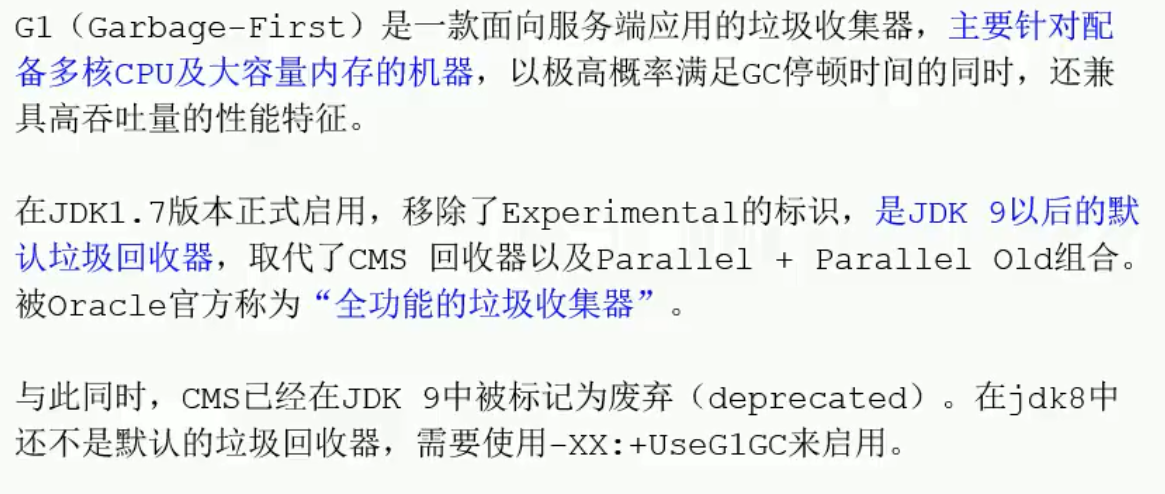 G1（Garbage-First）是一款面向服务端应用的垃圾收集器，主要针对配
备多核CPU及大容量内存的机器，以极高概率满足GC停顿时间的同时，还兼
具高吞吐量的性能特征。
在JDK1.7版本正式启用，移除了Experimental的标识，是JDK 9以后的默
认垃圾回收器，取代了CMS 回收器以及Parallel + Parallel Old组合。
被Oracle官方称为“全功能的垃圾收集器”。
与此同时，CMS已经在JDK 9中被标记为废弃（deprecated）。在jdk8中
还不是默认的垃圾回收器，需要使用-XX:+UseG1GC来启用。